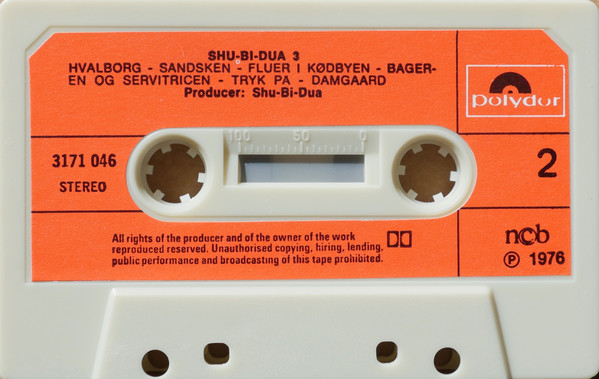 SHU-BI-DUA 3
HVALBORG - SANDSKEN - FLUER I KØDBYEN - BAGER-
EN OG SERVITRICEN - TRYK PA - DAMGAARD
Producer: Shu-Bi-Dua
polydor
3171 046
STEREO
100 50 0
2
All rights of the producer and of the owner of the work
reproduced reserved. Unauthorised copying, hiring, lending,
public performance and broadcasting of this tape prohibited.
ncb
℗ 1976